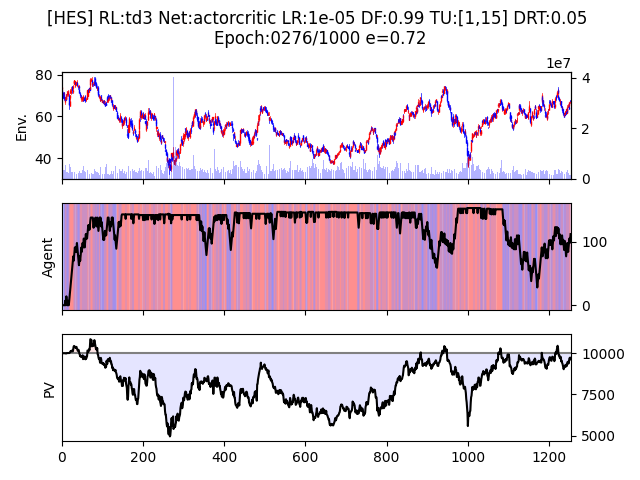 [HES] RL:td3 Net:actorcritic LR:1e-05 DF:0.99 TU:[1,15] DRT:0.05
Epoch:0276/1000 e=0.72
1e7
80
60
40
Env.
4
2
0
Agent
100
0
PV
10000
7500
5000
0 200 400 600 800 1000 1200